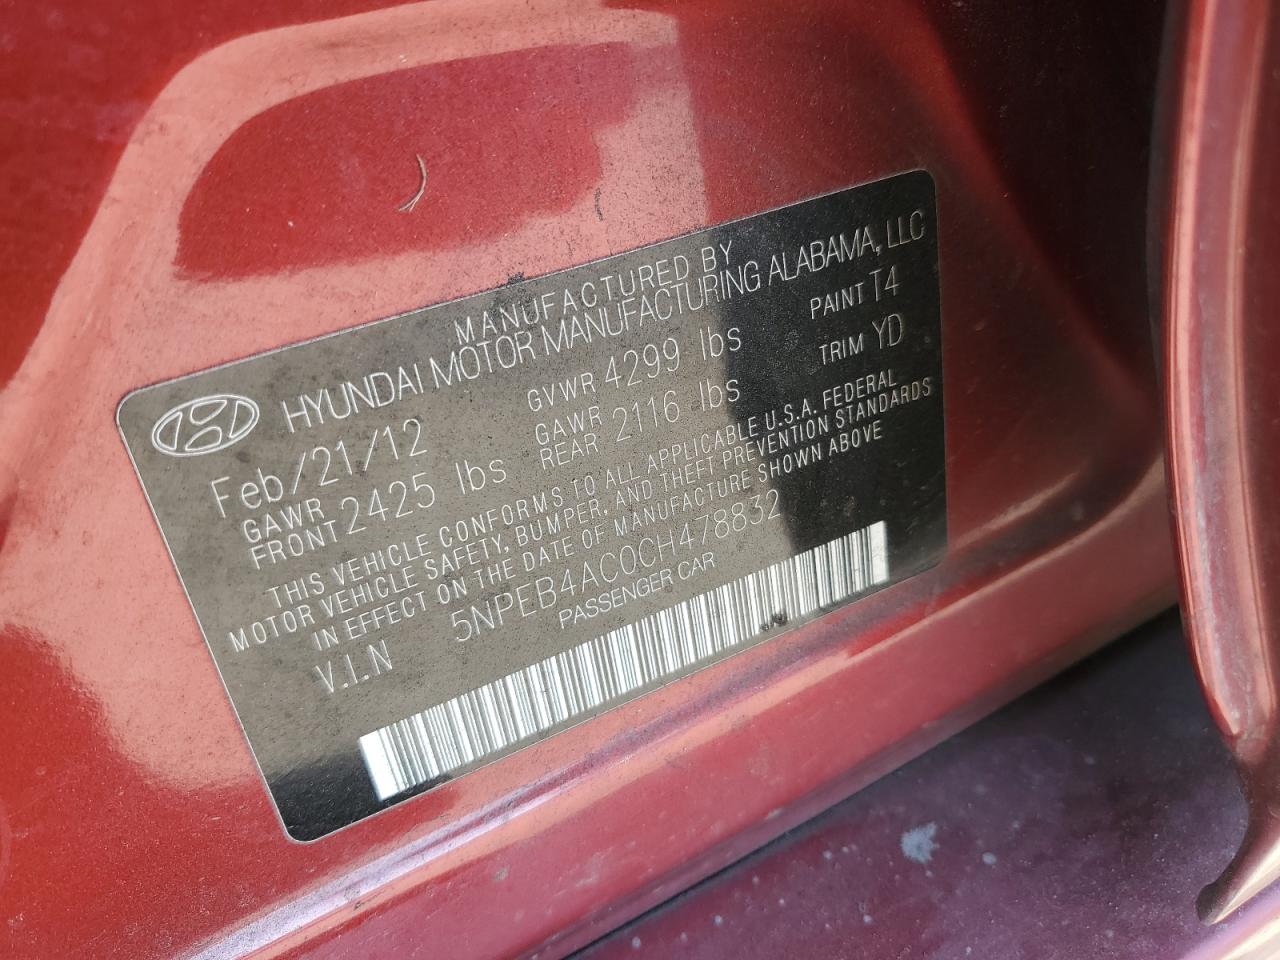 MANUFACTURED BY
HYUNDAI MOTOR MANUFACTURING ALABAMA, LLC
Feb/21/12 GVWR 4299 lbs PAINT T4
GAWR FRONT 2425 lbs GAWR REAR 2116 lbs TRIM YD
THIS VEHICLE CONFORMS TO ALL APPLICABLE U.S.A. FEDERAL
MOTOR VEHICLE SAFETY, BUMPER, AND THEFT PREVENTION STANDARDS
IN EFFECT ON THE DATE OF MANUFACTURE SHOWN ABOVE
V.I.N 5NPEB4AC0CH478832
PASSENGER CAR